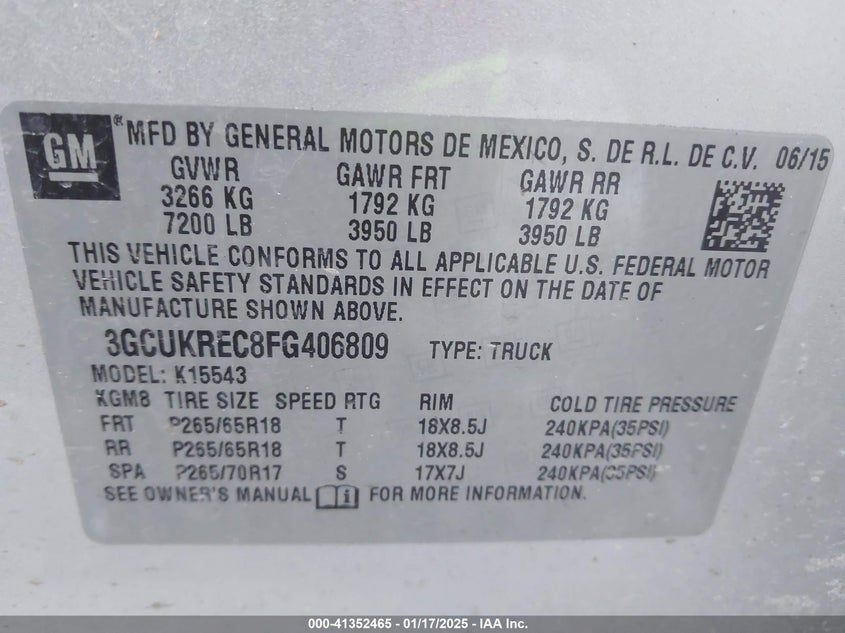 GM
® MFD BY GENERAL MOTORS DE MEXICO, S. DE R.L. DE C.V. 06/15
GVWR GAWR FRT GAWR RR
3266 KG 1792 KG 1792 KG
7200 LB 3950 LB 3950 LB
THIS VEHICLE CONFORMS TO ALL APPLICABLE U.S. FEDERAL MOTOR
VEHICLE SAFETY STANDARDS IN EFFECT ON THE DATE OF
MANUFACTURE SHOWN ABOVE.
3GCUKREC8FG406809 TYPE: TRUCK
MODEL: K15543
KGM8 TIRE SIZE SPEED RTG RIM COLD TIRE PRESSURE
FRT P265/65R18 T 18X8.5J 240KPA(35PSI)
RR P265/65R18 T 18X8.5J 240KPA(35PSI)
SPA P265/70R17 S 17X7J 240KPA(35PSI)
SEE OWNER'S MANUAL FOR MORE INFORMATION.
000-41352465 - 01/17/2025 - IAA Inc.